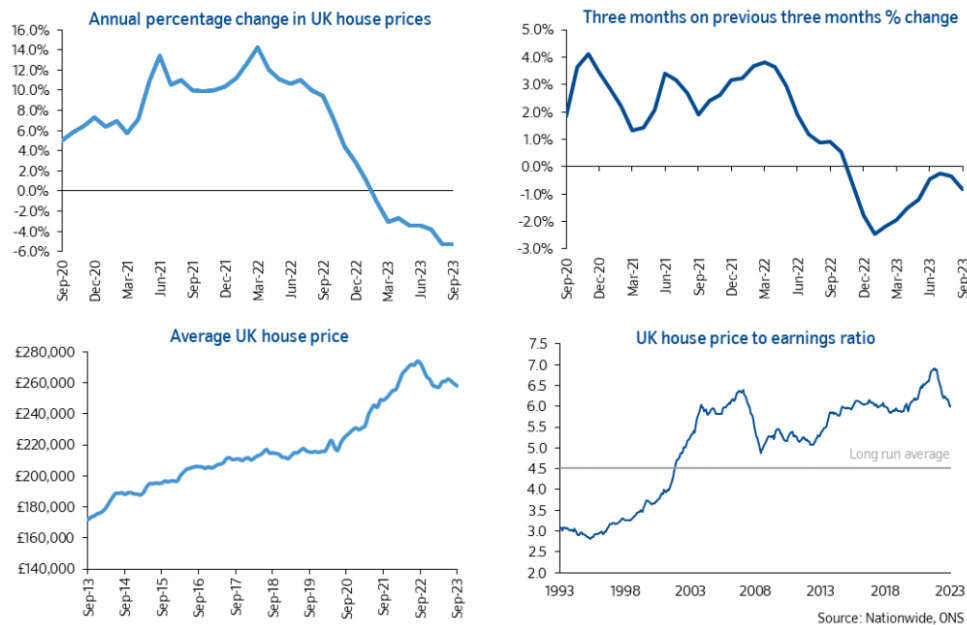 Annual percentage change in UK house prices
16.0%
14.0%
12.0%
10.0%
8.0%
6.0%
4.0%
2.0%
0.0%
-2.0%
-4.0%
-6.0%
Sep-20
Dec-20
Mar-21
Jun-21
Sep-21
Dec-21
Mar-22
Jun-22
Sep-22
Dec-22
Mar-23
Jun-23
Sep-23
Three months on previous three months % change
5.0%
4.0%
3.0%
2.0%
1.0%
0.0%
-1.0%
-2.0%
-3.0%
Sep-20
Dec-20
Mar-21
Jun-21
Sep-21
Dec-21
Mar-22
Jun-22
Sep-22
Dec-22
Mar-23
Jun-23
Sep-23
Average UK house price
£280,000
£260,000
£240,000
£220,000
£200,000
£180,000
£160,000
£140,000
Sep-13
Sep-14
Sep-15
Sep-16
Sep-17
Sep-18
Sep-19
Sep-20
Sep-21
Sep-22
Sep-23
UK house price to earnings ratio
7.5
7.0
6.5
6.0
5.5
5.0
4.5
4.0
3.5
3.0
2.5
2.0
Long run average
1993
1998
2003
2008
2013
2018
2023
Source: Nationwide, ONS